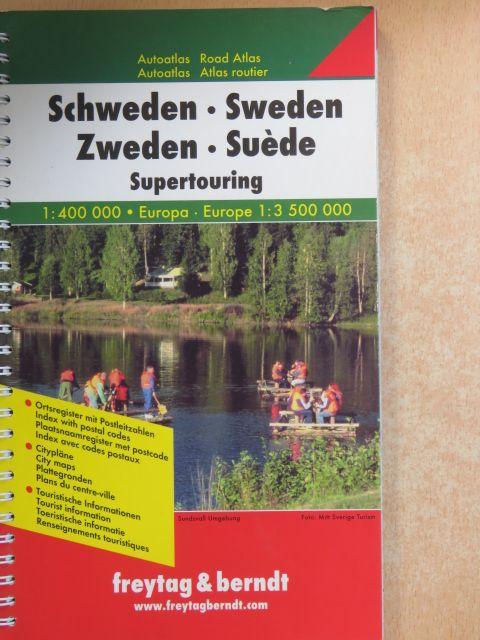 Autoatlas Road Atlas
Autoatlas Atlas routier
Schweden • Sweden
Zweden • Suède
Supertouring
1:400 000 • Europa · Europe 1:3 500 000
Ortsregister mit Postleitzahlen
Index with postal codes
Plaatsnaamregister met postcode
Index avec codes postaux
Citypläne
City maps
Plattegronden
Plans du centre-ville
Touristische Informationen
Tourist information
Toeristische informatie
Renseignements touristiques
Sundsvall Umgebung
Foto: Mitt Sverige Turism
freytag & berndt
www.freytagberndt.com